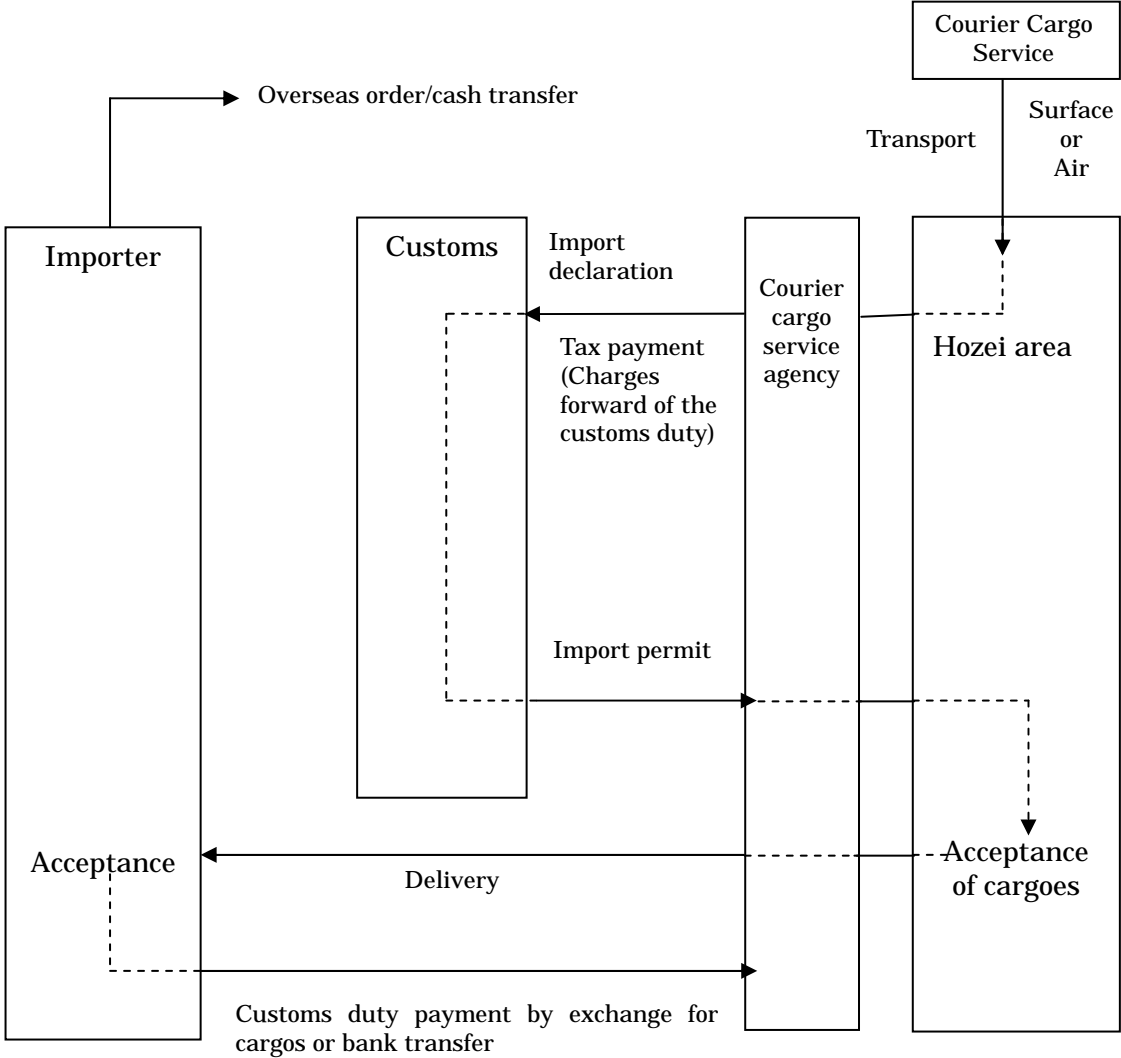 Courier Cargo
Service
Overseas order/cash transfer
Surface
or
Air
Transport
Importer
Customs
Import
declaration
Courier
cargo
service
agency
Hozei area
Tax payment
(Charges
forward of the
customs duty)
Import permit
Acceptance
Delivery
Acceptance
of cargoes
Customs duty payment by exchange for
cargos or bank transfer